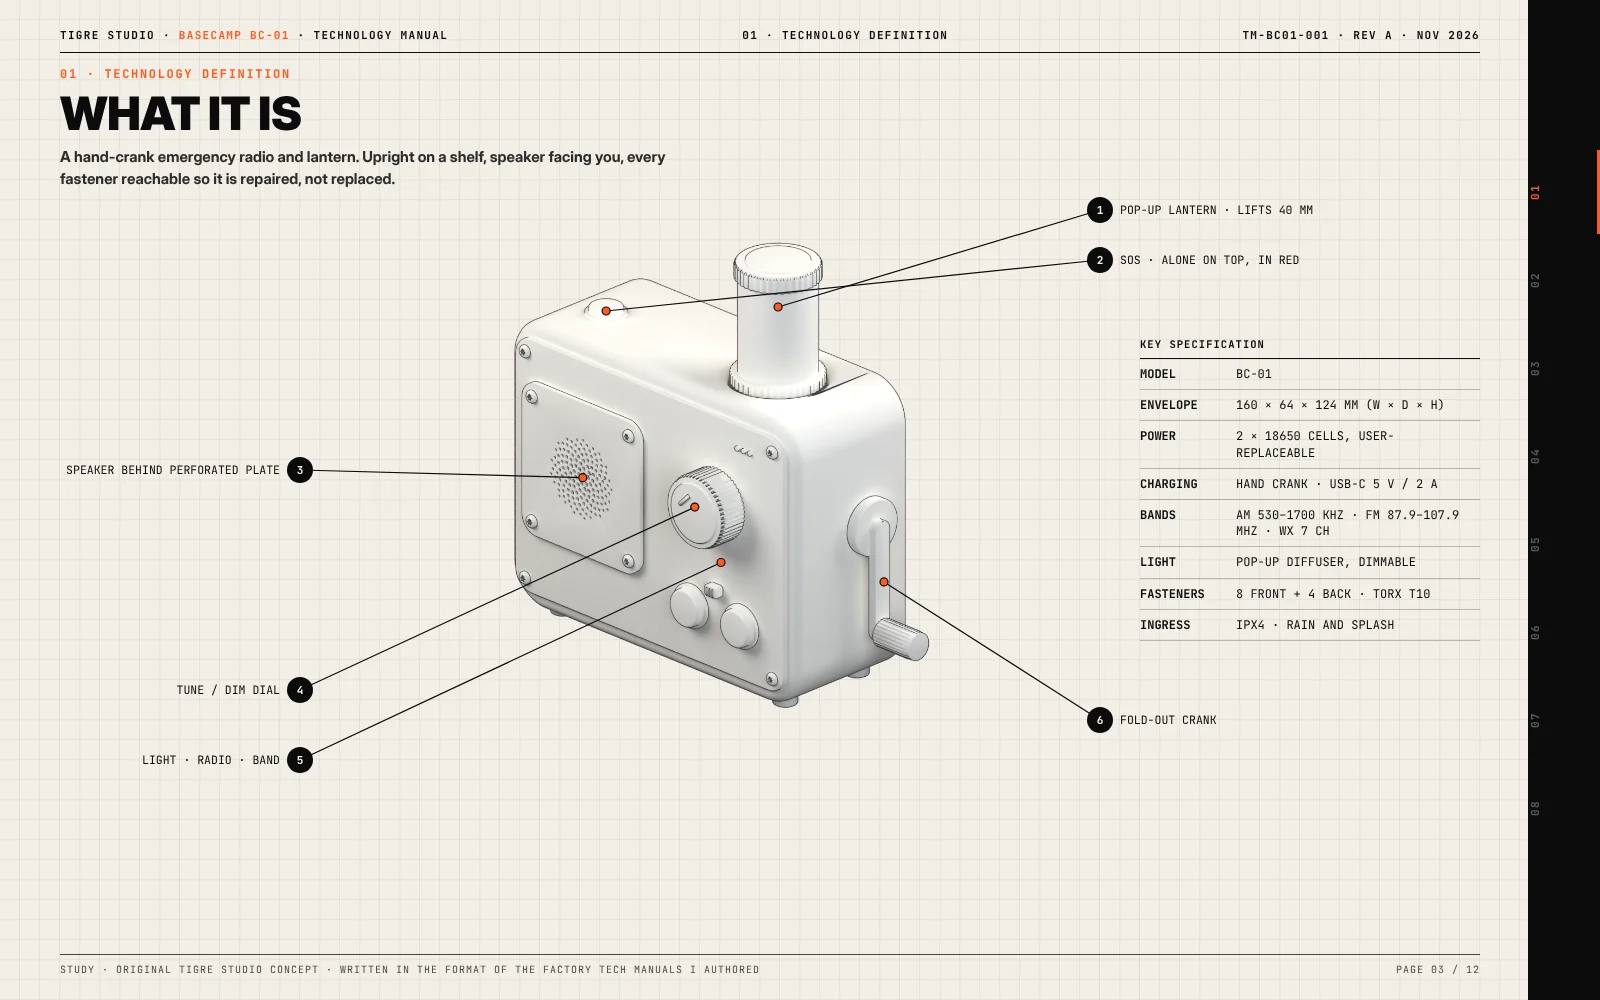 TIGRE STUDIO · BASECAMP BC-01 · TECHNOLOGY MANUAL
01 · TECHNOLOGY DEFINITION
TM-BC01-001 · REV A · NOV 2026
01 · TECHNOLOGY DEFINITION
WHAT IT IS
A hand-crank emergency radio and lantern. Upright on a shelf, speaker facing you, every
fastener reachable so it is repaired, not replaced.
1 POP-UP LANTERN · LIFTS 40 MM
2 SOS · ALONE ON TOP, IN RED
SPEAKER BEHIND PERFORATED PLATE 3
TUNE / DIM DIAL 4
LIGHT · RADIO · BAND 5
6 FOLD-OUT CRANK
KEY SPECIFICATION
MODEL BC-01
ENVELOPE 160 × 64 × 124 MM (W × D × H)
POWER 2 × 18650 CELLS, USER-
REPLACEABLE
CHARGING HAND CRANK · USB-C 5 V / 2 A
BANDS AM 530–1700 KHZ · FM 87.9–107.9
MHZ · WX 7 CH
LIGHT POP-UP DIFFUSER, DIMMABLE
FASTENERS 8 FRONT + 4 BACK · TORX T10
INGRESS IPX4 · RAIN AND SPLASH
01
02
03
04
05
06
07
08
STUDY · ORIGINAL TIGRE STUDIO CONCEPT · WRITTEN IN THE FORMAT OF THE FACTORY TECH MANUALS I AUTHORED
PAGE 03 / 12